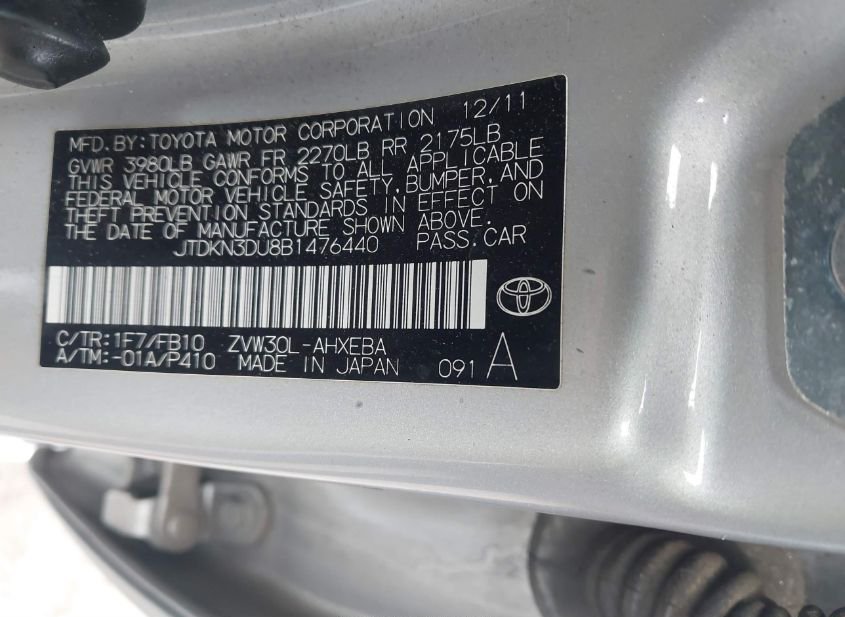 MFD.BY:TOYOTA MOTOR CORPORATION 12/11
GVWR 3980LB GAWR FR 2270LB RR 2175LB
THIS VEHICLE CONFORMS TO ALL APPLICABLE
FEDERAL MOTOR VEHICLE SAFETY,BUMPER,AND
THEFT PREVENTION STANDARDS IN EFFECT ON
THE DATE OF MANUFACTURE SHOWN ABOVE.
JTDKN3DU8B1476440 PASS.CAR
C/TR:1F7/FB10 ZVW30L-AHXEBA
A/TM:-01A/P410 MADE IN JAPAN 091 A